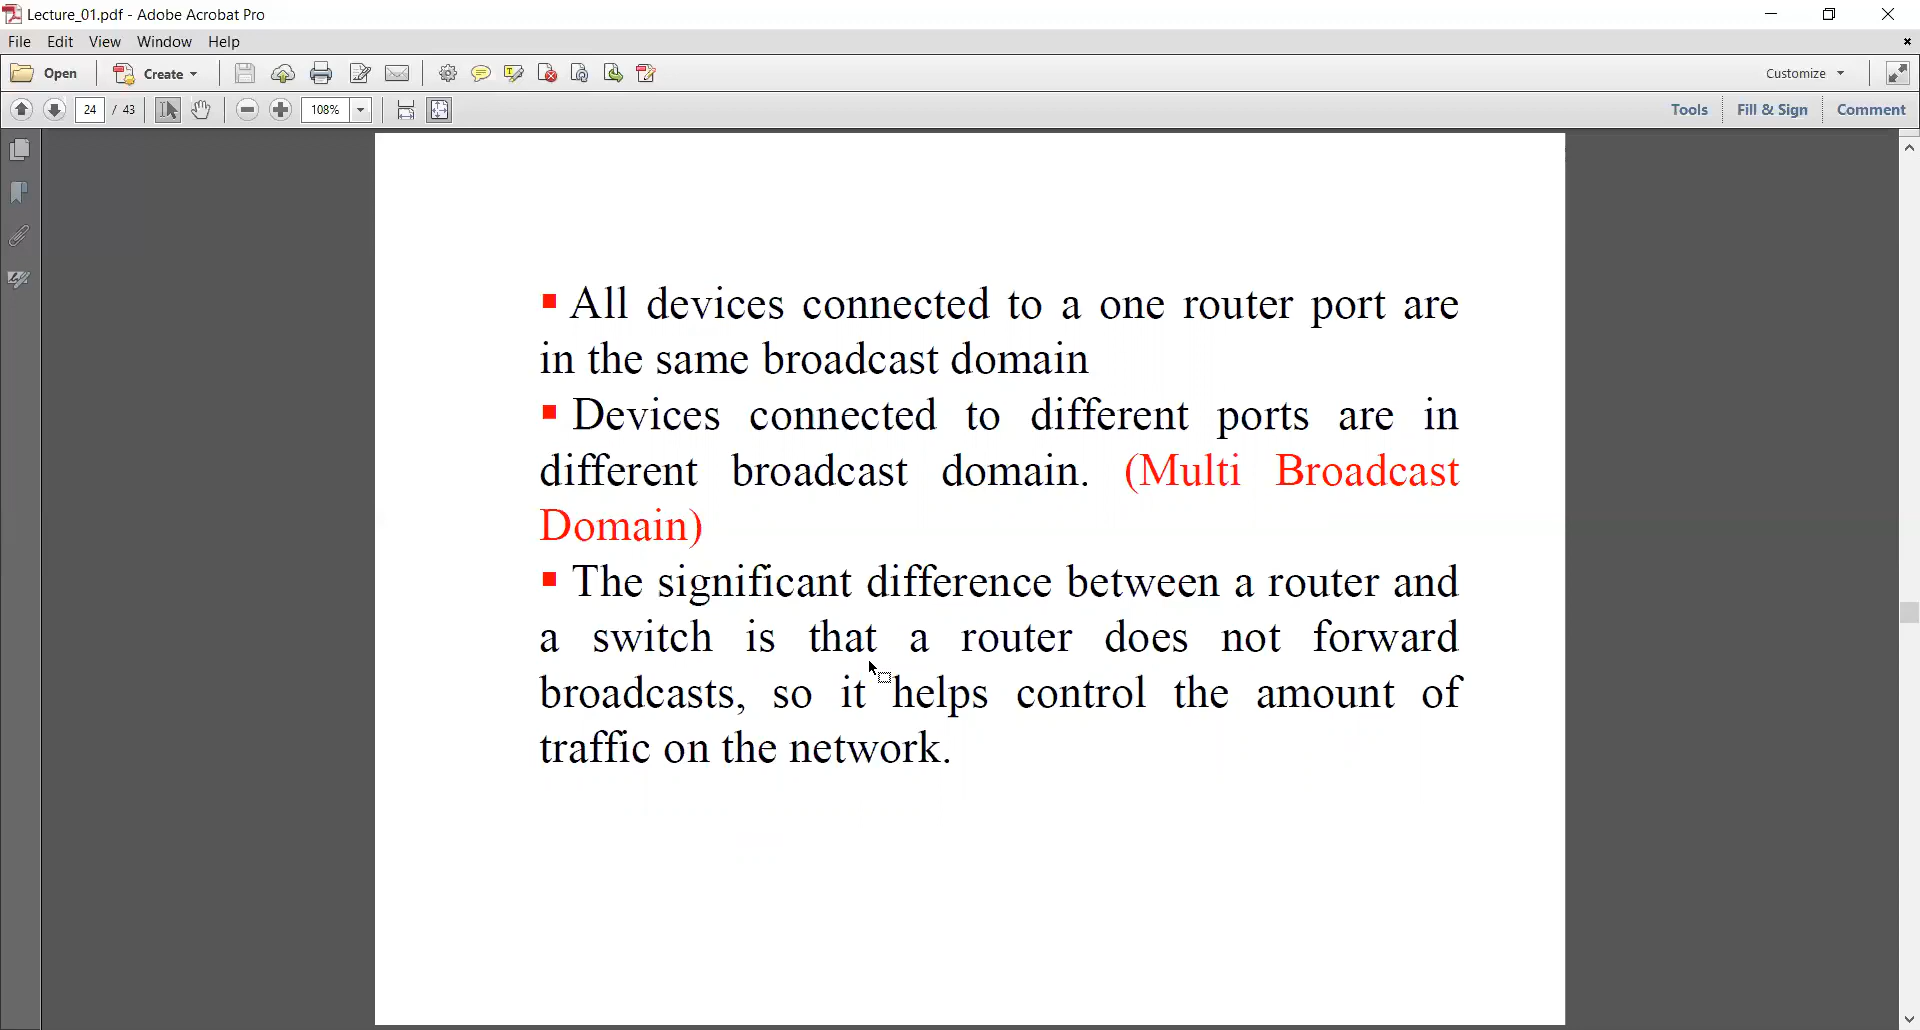 Lecture_01.pdf - Adobe Acrobat Pro
File Edit View Window Help
Open Create Customize
24 / 43 108% Tools Fill & Sign Comment
▪ All devices connected to a one router port are
in the same broadcast domain
▪ Devices connected to different ports are in
different broadcast domain. (Multi Broadcast
Domain)
▪ The significant difference between a router and
a switch is that a router does not forward
broadcasts, so it helps control the amount of
traffic on the network.